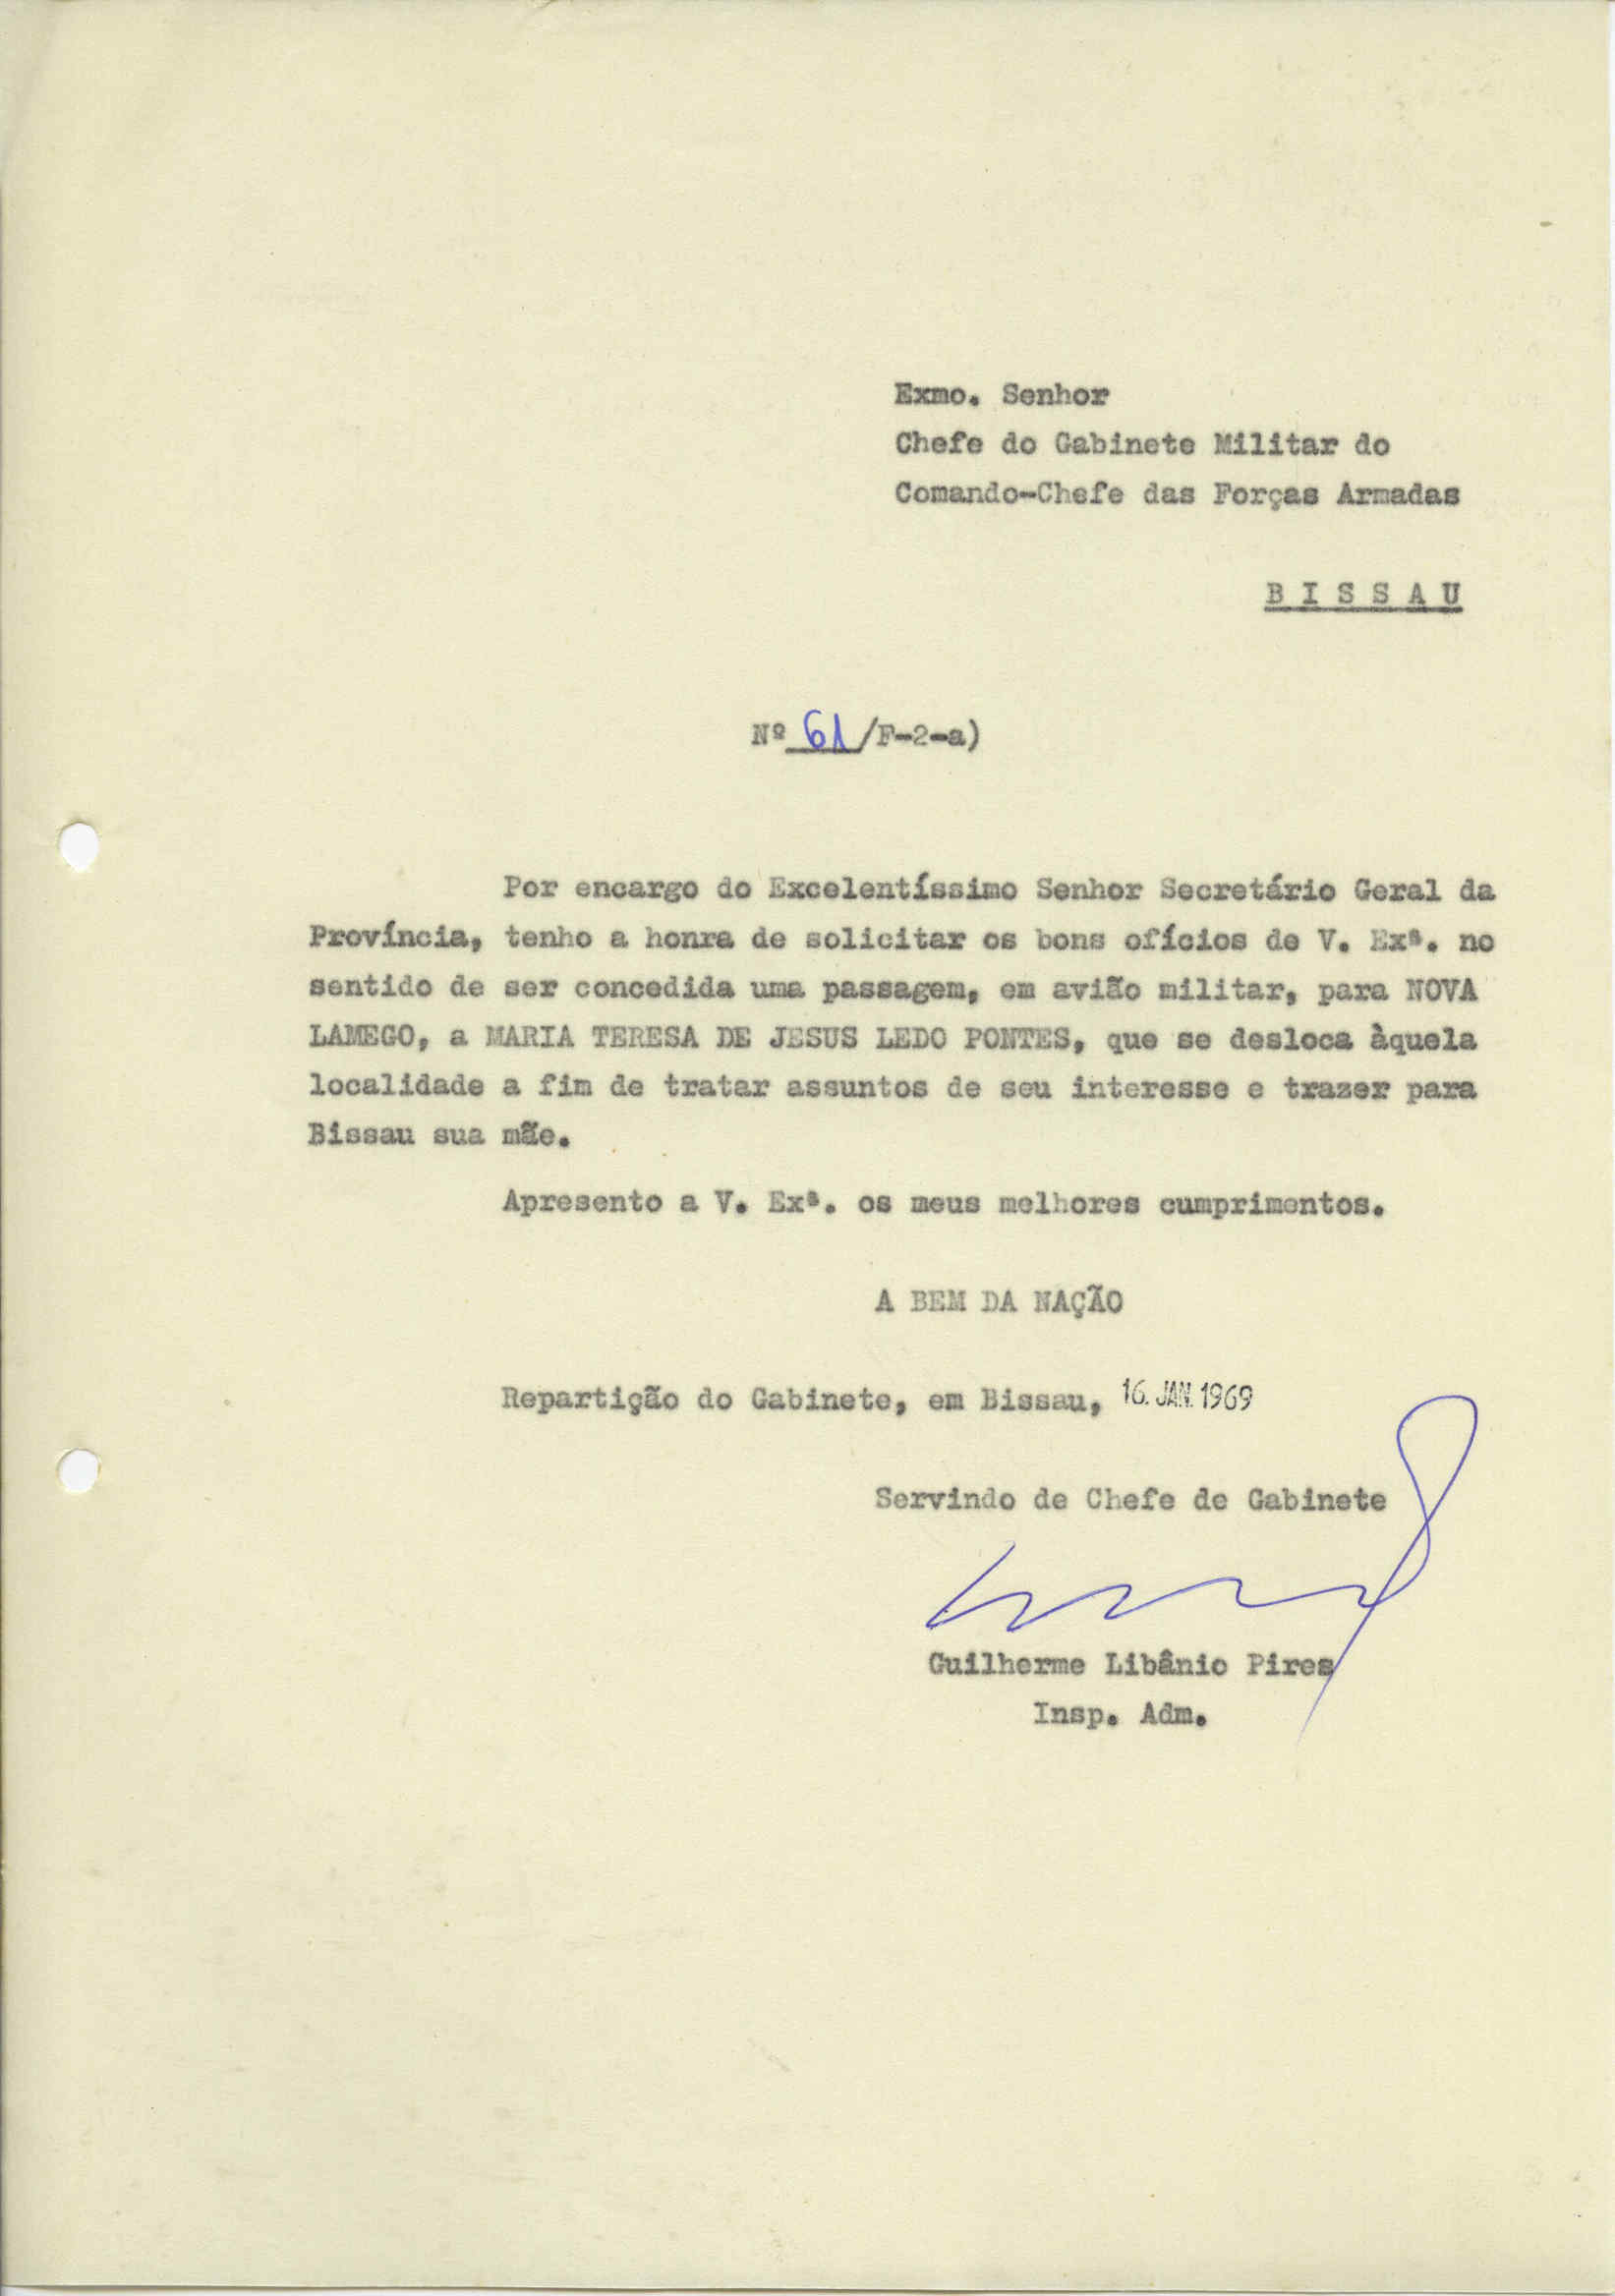 Exmo. Senhor
Chefe do Gabinete Militar do
Comando-Chefe das Forças Armadas
B I S S A U
Nº 61/F-2-a)
Por encargo do Excelentíssimo Senhor Secretário Geral da
Província, tenho a honra de solicitar os bons ofícios de V. Exª. no
sentido de ser concedida uma passagem, em avião militar, para NOVA
LAMEGO, a MARIA TERESA DE JESUS LEDO PONTES, que se desloca àquela
localidade a fim de tratar assuntos de seu interesse e trazer para
Bissau sua mãe.
Apresento a V. Exª. os meus melhores cumprimentos.
A BEM DA NAÇÃO
Repartição do Gabinete, em Bissau, 16. JAN. 1969
Servindo de Chefe de Gabinete
Guilherme Libânio Pires
Insp. Adm.